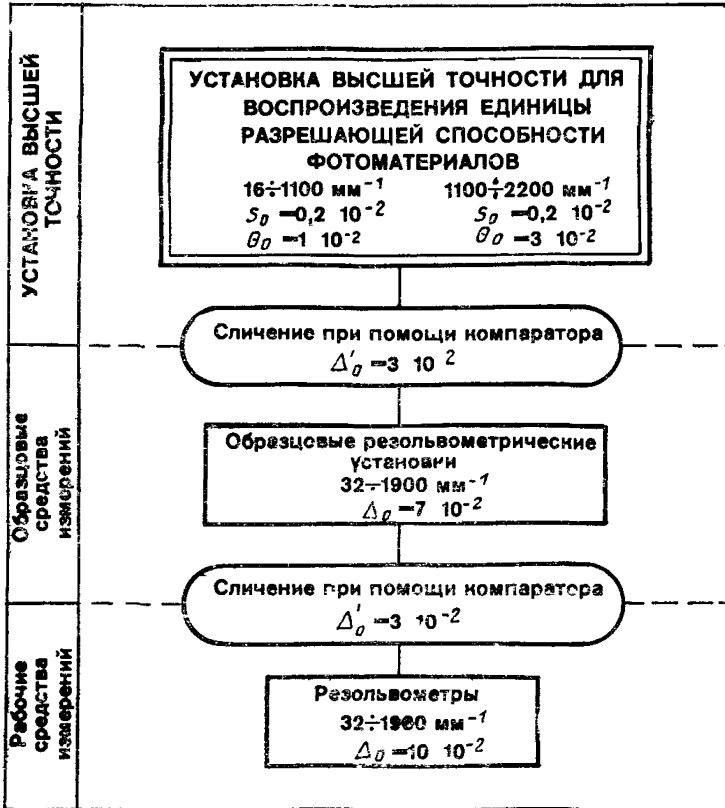 УСТАНОВКА ВЫСШЕЙ
ТОЧНОСТИ
УСТАНОВКА ВЫСШЕЙ ТОЧНОСТИ ДЛЯ
ВОСПРОИЗВЕДЕНИЯ ЕДИНИЦЫ
РАЗРЕШАЮЩЕЙ СПОСОБНОСТИ
ФОТОМАТЕРИАЛОВ
16÷1100 мм⁻¹ 1100÷2200 мм⁻¹
S₀ =0,2 10⁻² S₀ =0,2 10⁻²
θ₀ =1 10⁻² θ₀ =3 10⁻²
Сличение при помощи компаратора
Δ'₀ =3 10 ²
Образцовые
средства
измерений
Образцовые резольвометрические
установки
32÷1900 мм⁻¹
Δ₀ =7 10⁻²
Сличение при помощи компаратора
Δ'₀ =3 10⁻²
Рабочие
средства
измерений
Резольвометры
32÷1900 мм⁻¹
Δ₀ =10 10⁻²